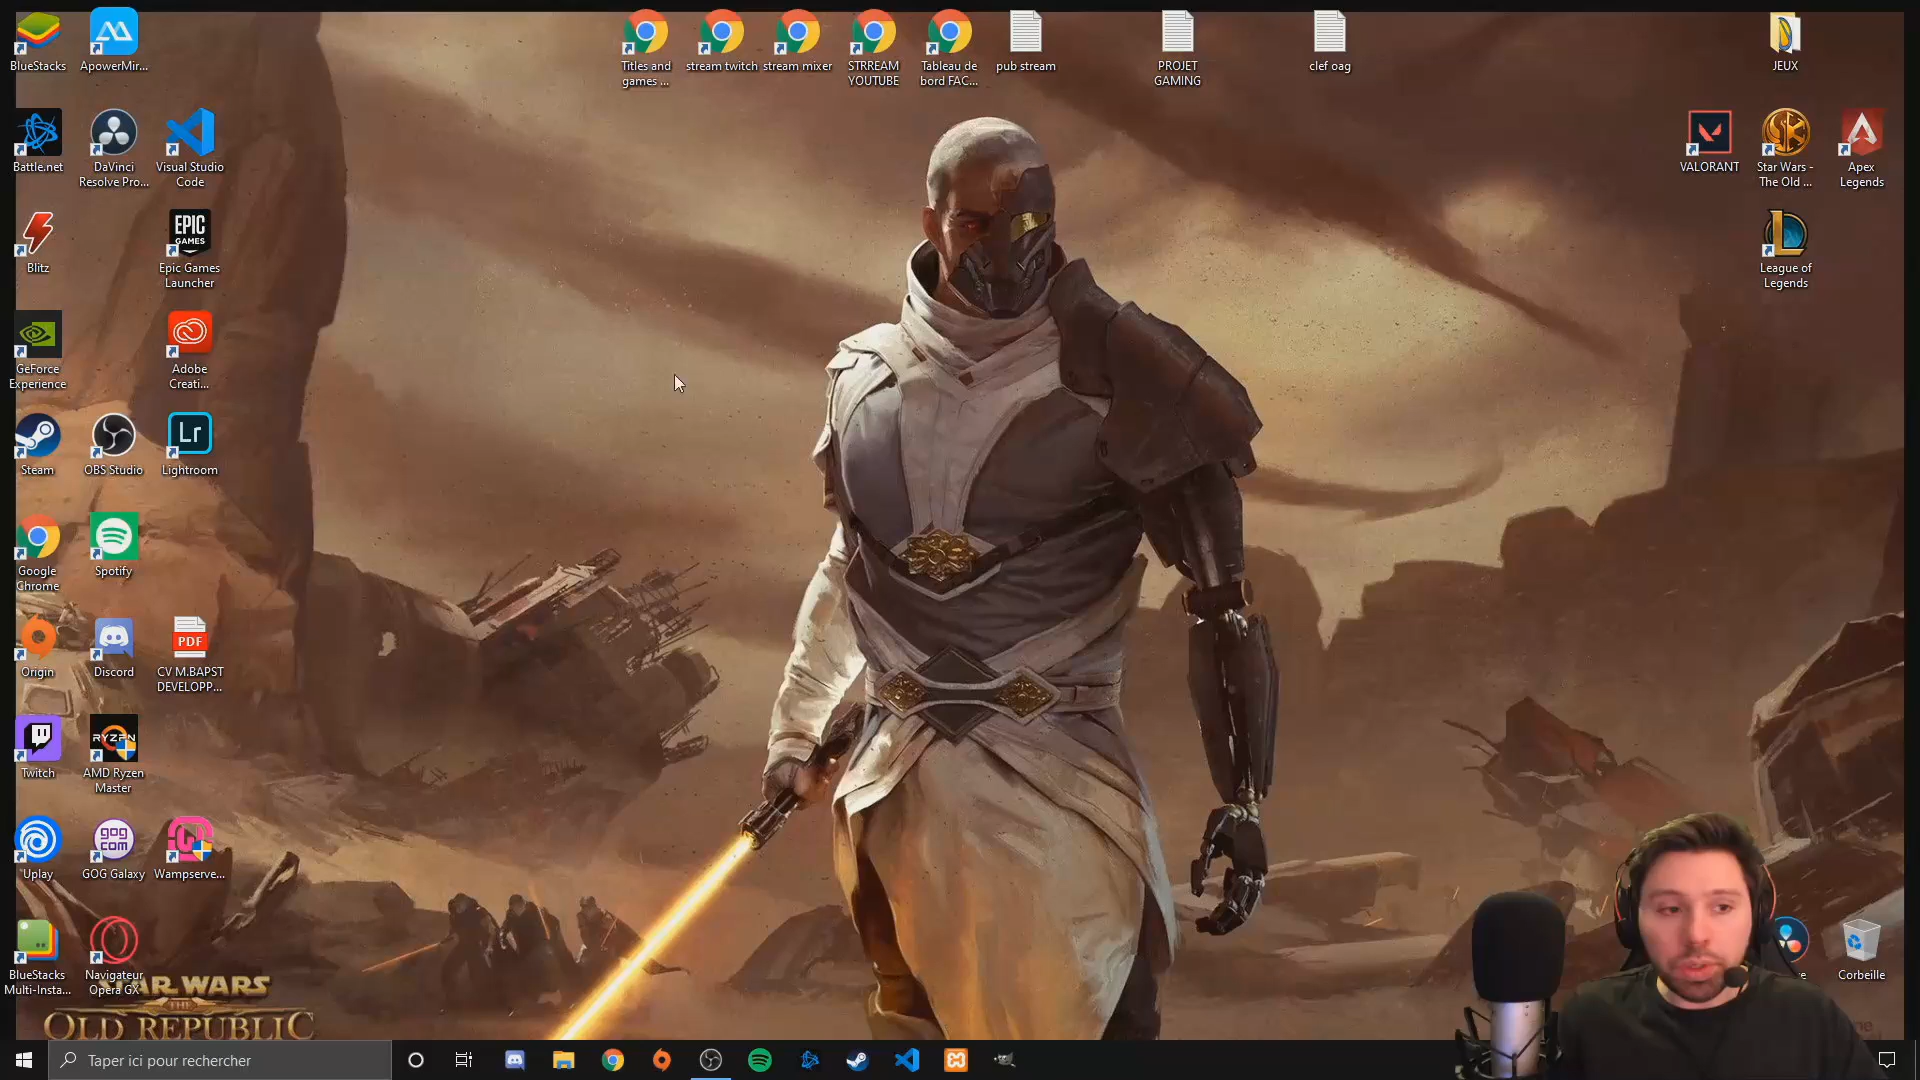 BlueStacks
ApowerMir...
Titles and
games ...
stream twitch
stream mixer
STRREAM
YOUTUBE
Tableau de
bord FAC...
pub stream
PROJET
GAMING
clef oag
JEUX
Battle.net
DaVinci
Resolve Pro...
Visual Studio
Code
VALORANT
Star Wars -
The Old ...
Apex
Legends
Blitz
EPIC
GAMES
Epic Games
Launcher
League of
Legends
GeForce
Experience
Adobe
Creati...
Steam
OBS Studio
Lr
Lightroom
Google
Chrome
Spotify
Origin
Discord
PDF
CV M.BAPST
DEVELOPP...
Twitch
RYZEN
AMD Ryzen
Master
Uplay
gog
com
GOG Galaxy
Wampserve...
BlueStacks
Multi-Insta...
Navigateur
Opera GX
Corbeille
STAR WARS
THE
OLD REPUBLIC
Taper ici pour rechercher